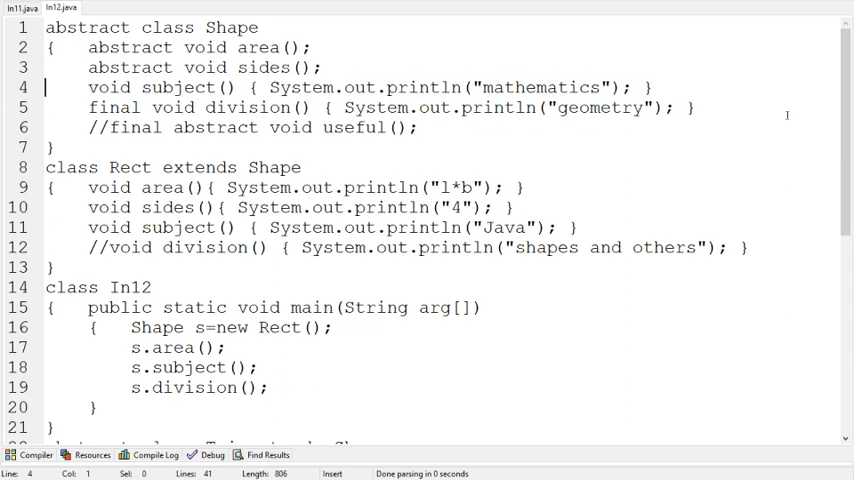 In11.java In12.java
1 abstract class Shape
2 { abstract void area();
3 abstract void sides();
4 void subject() { System.out.println("mathematics"); }
5 final void division() { System.out.println("geometry"); }
6 //final abstract void useful();
7 }
8 class Rect extends Shape
9 { void area(){ System.out.println("l*b"); }
10 void sides(){ System.out.println("4"); }
11 void subject() { System.out.println("Java"); }
12 //void division() { System.out.println("shapes and others"); }
13 }
14 class In12
15 { public static void main(String arg[])
16 { Shape s=new Rect();
17 s.area();
18 s.subject();
19 s.division();
20 }
21 }
Compiler Resources Compile Log Debug Find Results
Line: 4 Col: 1 Sel: 0 Lines: 41 Length: 806 Insert Done parsing in 0 seconds